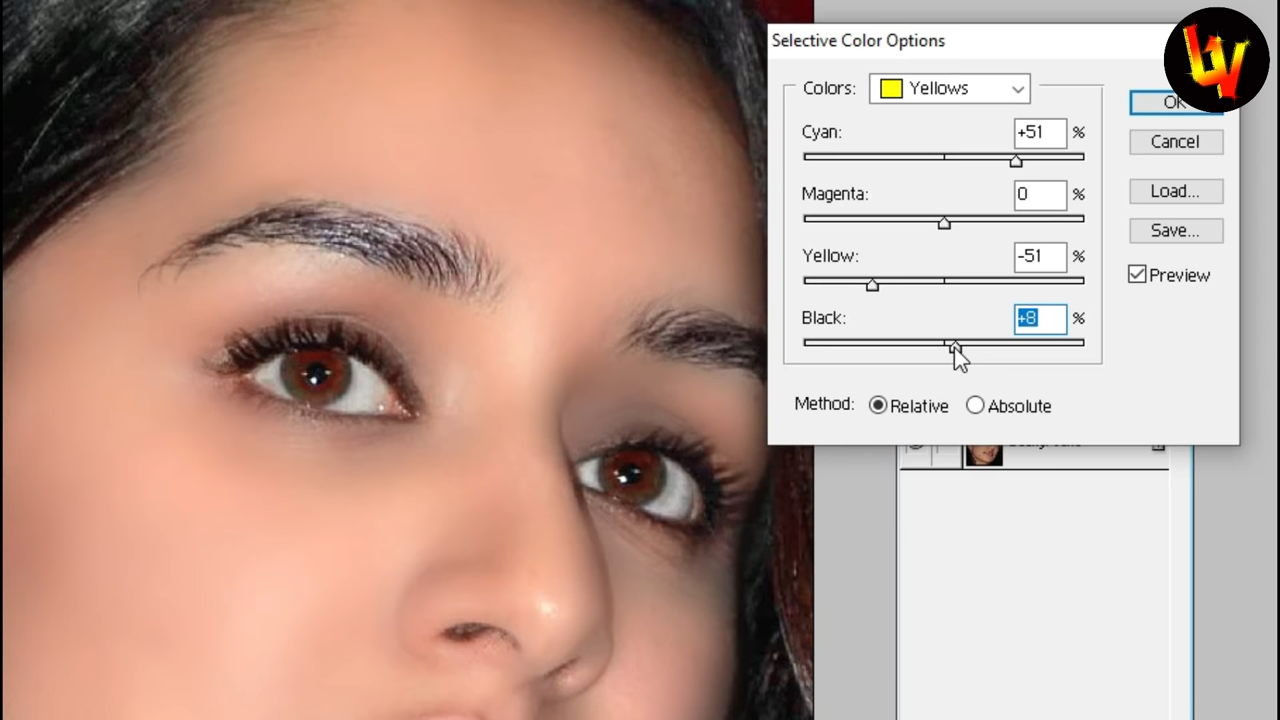 Selective Color Options
Colors: Yellows
Cyan: +51 %
Magenta: 0 %
Yellow: -51 %
Black: +8 %
Method: Relative Absolute
OK
Cancel
Load...
Save...
Preview